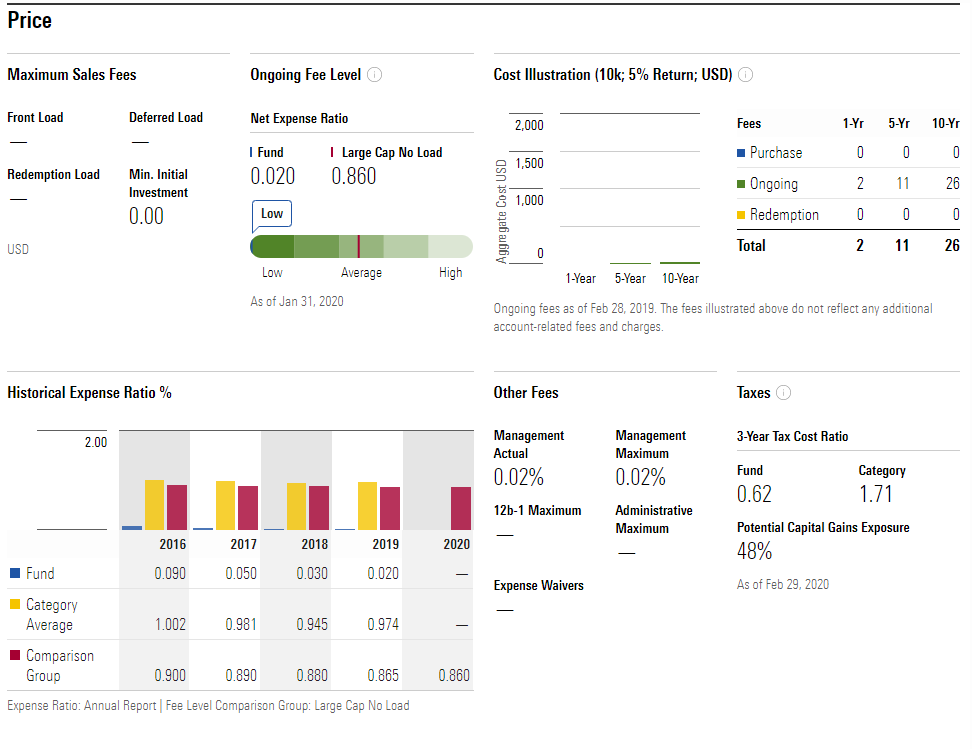 Price
Maximum Sales Fees
Front Load
Deferred Load
—
—
Redemption Load
Min. Initial
Investment
—
0.00
USD
Ongoing Fee Level
Net Expense Ratio
Fund
Large Cap No Load
0.020
0.860
Low
Low
Average
High
As of Jan 31, 2020
Cost Illustration (10k; 5% Return; USD)
Aggregate Cost USD
2,000
1,500
1,000
0
1-Year
5-Year
10-Year
Fees 1-Yr 5-Yr 10-Yr
Purchase 0 0 0
Ongoing 2 11 26
Redemption 0 0 0
Total 2 11 26
Ongoing fees as of Feb 28, 2019. The fees illustrated above do not reflect any additional
account-related fees and charges.
Historical Expense Ratio %
2.00
2016 2017 2018 2019 2020
Fund 0.090 0.050 0.030 0.020 —
Category
Average 1.002 0.981 0.945 0.974 —
Comparison
Group 0.900 0.890 0.880 0.865 0.860
Expense Ratio: Annual Report | Fee Level Comparison Group: Large Cap No Load
Other Fees
Management
Actual
Management
Maximum
0.02%
0.02%
12b-1 Maximum
Administrative
Maximum
—
—
Expense Waivers
—
Taxes
3-Year Tax Cost Ratio
Fund
Category
0.62
1.71
Potential Capital Gains Exposure
48%
As of Feb 29, 2020